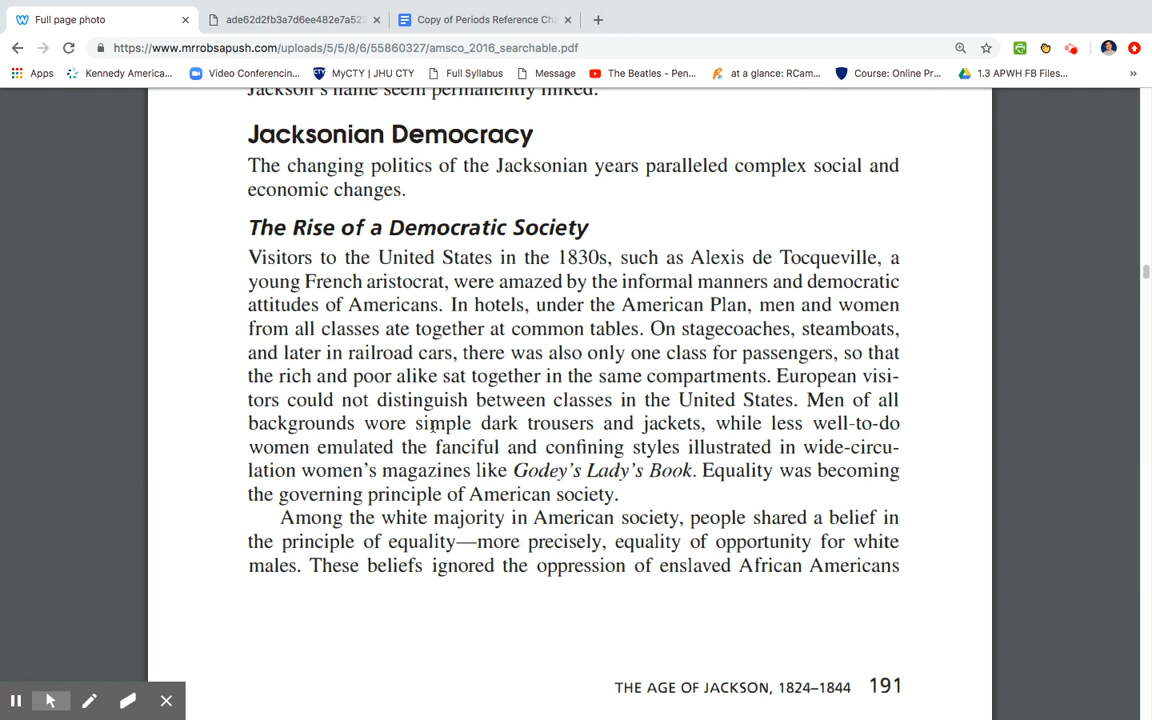 Full page photo
ade62d2fb3a7d6ee482e7a522
Copy of Periods Reference Ch
https://www.mrrobsapush.com/uploads/5/5/8/6/55860327/amsco_2016_searchable.pdf
Apps
Kennedy America...
Video Conferencin...
MyCTY | JHU CTY
Full Syllabus
Message
The Beatles - Pen...
at a glance: RCam...
Course: Online Pr...
1.3 APWH FB Files...
»
Jackson's name seem permanently linked.
Jacksonian Democracy
The changing politics of the Jacksonian years paralleled complex social and
economic changes.
The Rise of a Democratic Society
Visitors to the United States in the 1830s, such as Alexis de Tocqueville, a
young French aristocrat, were amazed by the informal manners and democratic
attitudes of Americans. In hotels, under the American Plan, men and women
from all classes ate together at common tables. On stagecoaches, steamboats,
and later in railroad cars, there was also only one class for passengers, so that
the rich and poor alike sat together in the same compartments. European visi-
tors could not distinguish between classes in the United States. Men of all
backgrounds wore simple dark trousers and jackets, while less well-to-do
women emulated the fanciful and confining styles illustrated in wide-circu-
lation women's magazines like Godey's Lady's Book. Equality was becoming
the governing principle of American society.
Among the white majority in American society, people shared a belief in
the principle of equality—more precisely, equality of opportunity for white
males. These beliefs ignored the oppression of enslaved African Americans
THE AGE OF JACKSON, 1824–1844 191